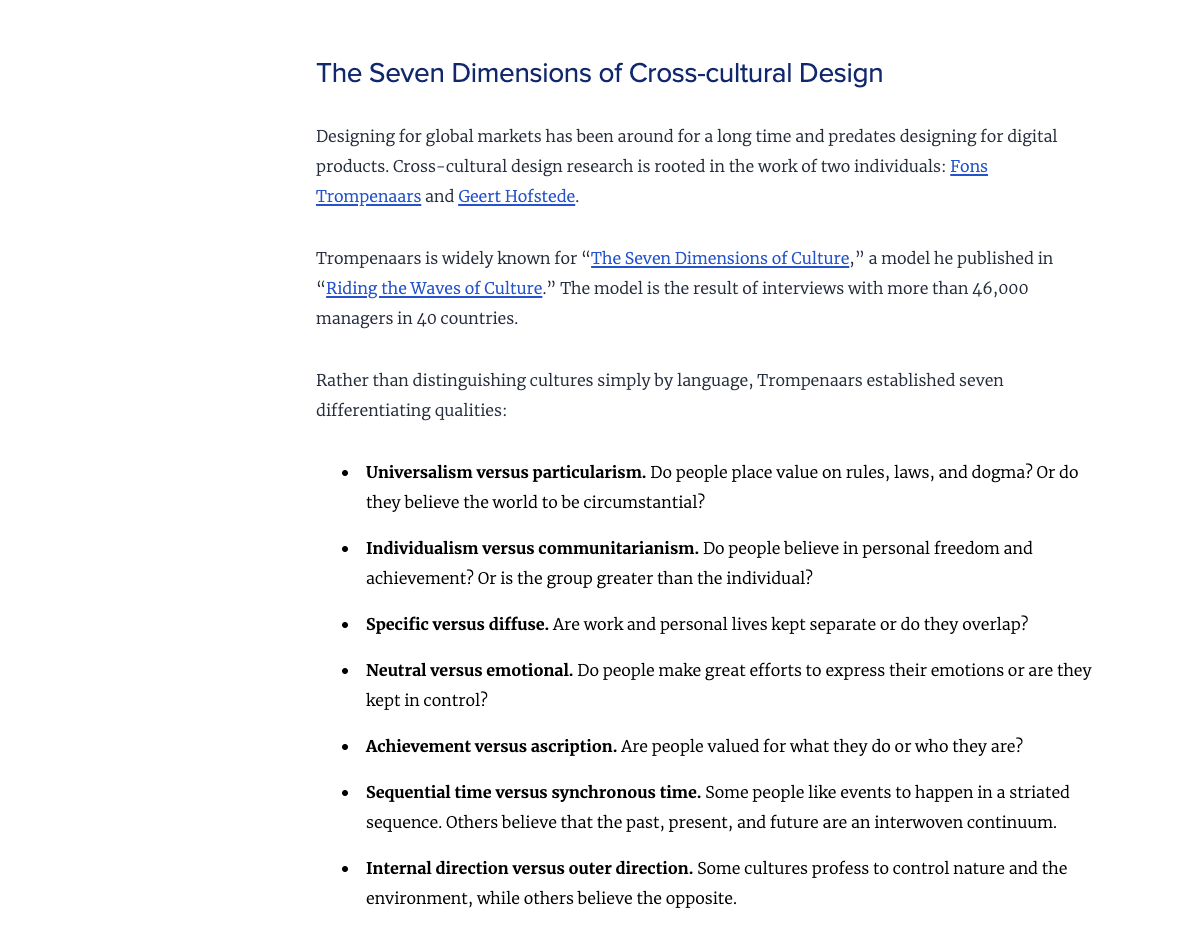 The Seven Dimensions of Cross-cultural Design
Designing for global markets has been around for a long time and predates designing for digital
products. Cross-cultural design research is rooted in the work of two individuals: Fons
Trompenaars and Geert Hofstede.
Trompenaars is widely known for “The Seven Dimensions of Culture,” a model he published in
“Riding the Waves of Culture.” The model is the result of interviews with more than 46,000
managers in 40 countries.
Rather than distinguishing cultures simply by language, Trompenaars established seven
differentiating qualities:
• Universalism versus particularism. Do people place value on rules, laws, and dogma? Or do
they believe the world to be circumstantial?
• Individualism versus communitarianism. Do people believe in personal freedom and
achievement? Or is the group greater than the individual?
• Specific versus diffuse. Are work and personal lives kept separate or do they overlap?
• Neutral versus emotional. Do people make great efforts to express their emotions or are they
kept in control?
• Achievement versus ascription. Are people valued for what they do or who they are?
• Sequential time versus synchronous time. Some people like events to happen in a striated
sequence. Others believe that the past, present, and future are an interwoven continuum.
• Internal direction versus outer direction. Some cultures profess to control nature and the
environment, while others believe the opposite.